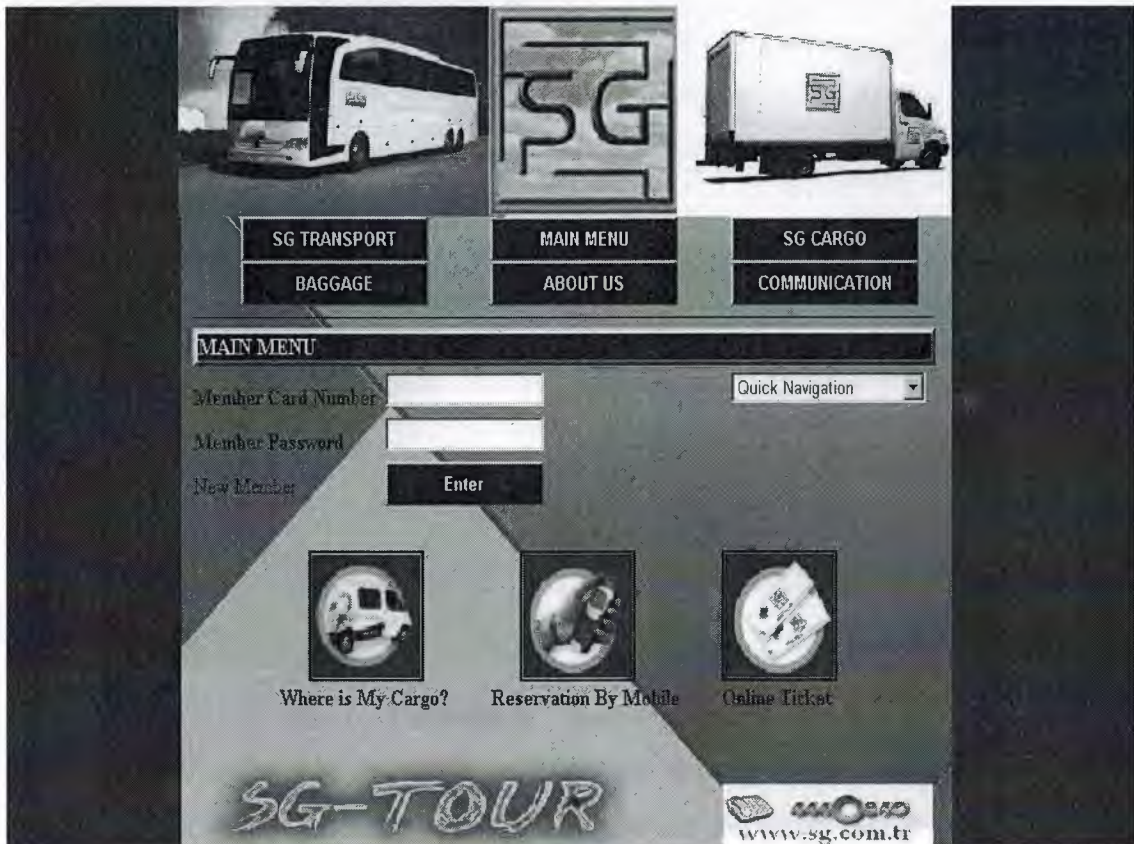 SG
SG
SG TRANSPORT
MAIN MENU
SG CARGO
BAGGAGE
ABOUT US
COMMUNICATION
MAIN MENU
Member Card Number
Quick Navigation
Member Password
New Member
Enter
Where is My Cargo?
Reservation By Mobile
Online Ticket
SG-TOUR
www.sg.com.tr